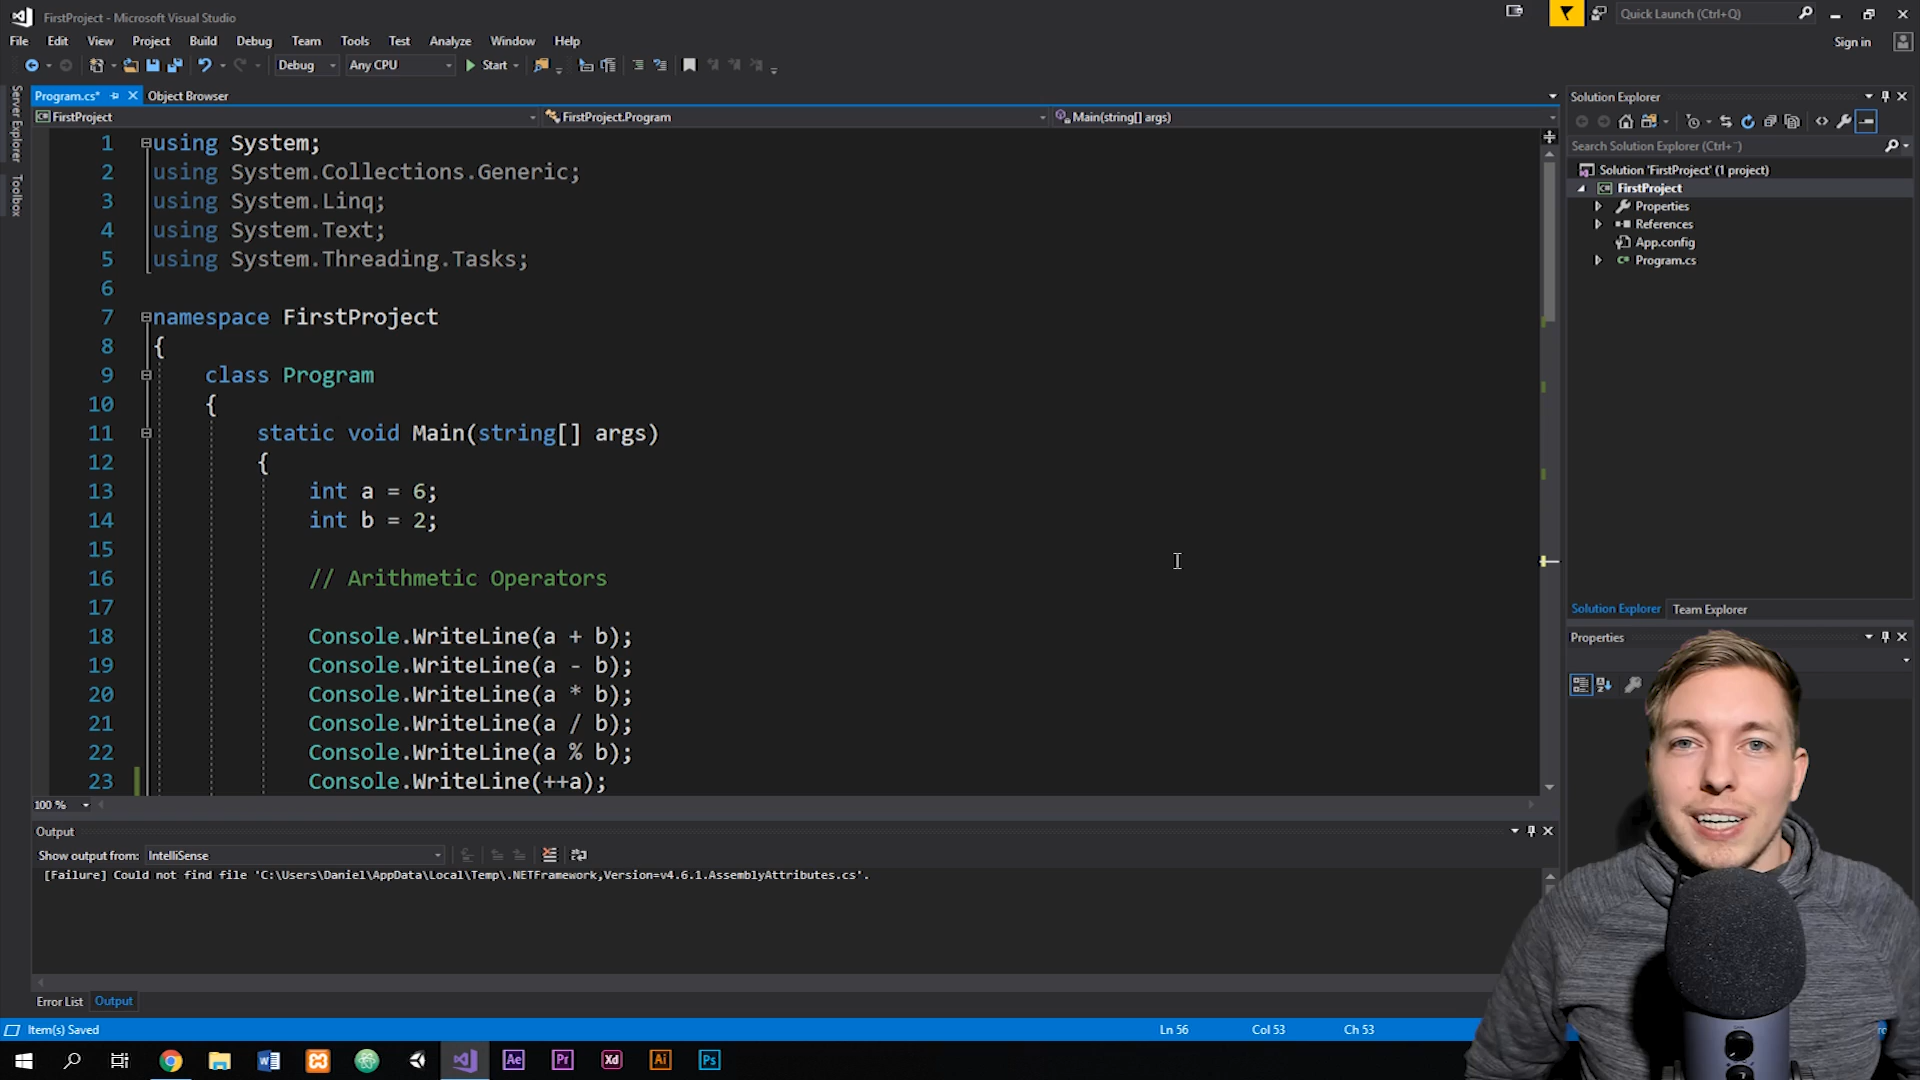 FirstProject - Microsoft Visual Studio
Quick Launch (Ctrl+Q)
File Edit View Project Build Debug Team Tools Test Analyze Window Help
Sign in
Debug Any CPU Start
Server Explorer
Toolbox
Program.cs* Object Browser
FirstProject FirstProject.Program Main(string[] args)
1 using System;
2 using System.Collections.Generic;
3 using System.Linq;
4 using System.Text;
5 using System.Threading.Tasks;
6
7 namespace FirstProject
8 {
9 class Program
10 {
11 static void Main(string[] args)
12 {
13 int a = 6;
14 int b = 2;
15
16 // Arithmetic Operators
17
18 Console.WriteLine(a + b);
19 Console.WriteLine(a - b);
20 Console.WriteLine(a * b);
21 Console.WriteLine(a / b);
22 Console.WriteLine(a % b);
23 Console.WriteLine(++a);
100 %
Solution Explorer
Search Solution Explorer (Ctrl+¨)
Solution 'FirstProject' (1 project)
FirstProject
Properties
References
App.config
Program.cs
Solution Explorer Team Explorer
Properties
Output
Show output from: IntelliSense
[Failure] Could not find file 'C:\Users\Daniel\AppData\Local\Temp\.NETFramework,Version=v4.6.1.AssemblyAttributes.cs'.
Error List Output
Item(s) Saved Ln 56 Col 53 Ch 53
Ae Pr Xd Ai Ps